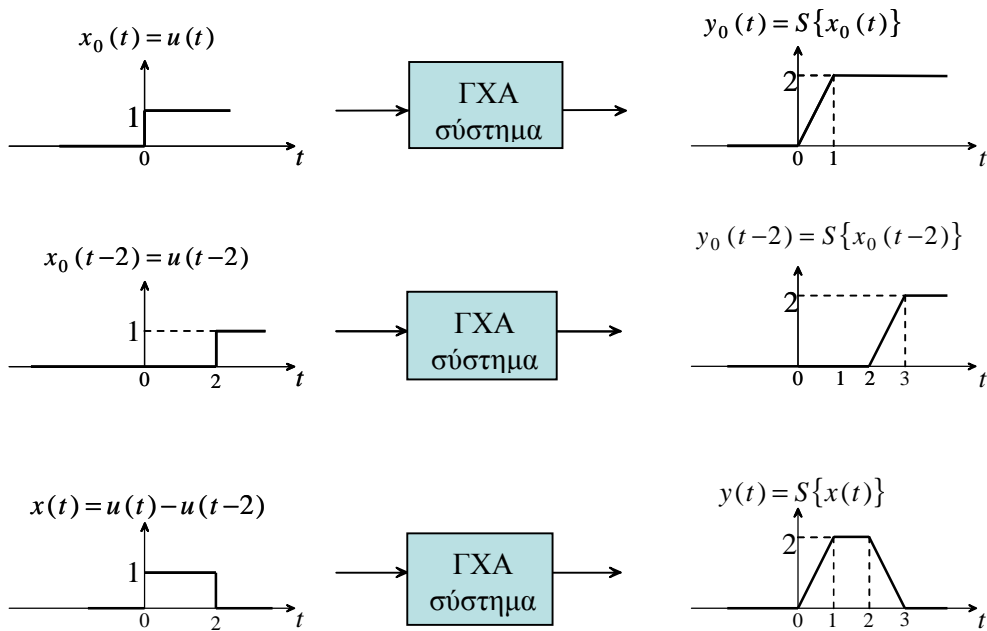 x₀(t)=u(t)
1
0
t
ΓΧΑ
σύστημα
y₀(t)=S{x₀(t)}
2
0
1
t
x₀(t−2)=u(t−2)
1
0
2
t
ΓΧΑ
σύστημα
y₀(t−2)=S{x₀(t−2)}
2
0
1
2
3
t
x(t)=u(t)−u(t−2)
1
0
2
t
ΓΧΑ
σύστημα
y(t)=S{x(t)}
2
0
1
2
3
t